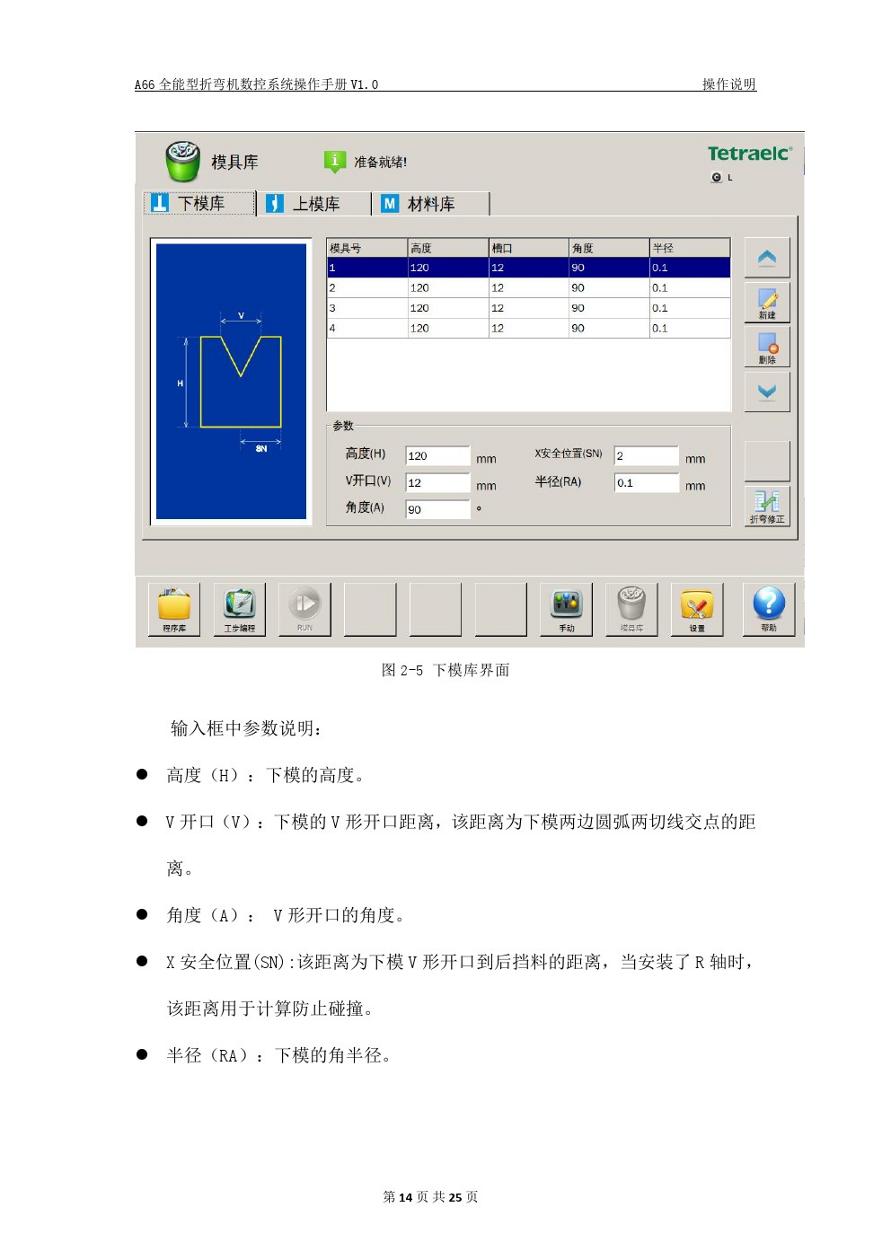 A66 全能型折弯机数控系统操作手册 V1.0 操作说明
模具库 准备就绪! Tetraelc
C L
下模库 上模库 M 材料库
模具号 高度 槽口 角度 半径
1 120 12 90 0.1
2 120 12 90 0.1
3 120 12 90 0.1
4 120 12 90 0.1
新建
删除
V
H
SN
参数
高度(H) 120 mm X安全位置(SN) 2 mm
V开口(V) 12 mm 半径(RA) 0.1 mm
角度(A) 90 °
折弯修正
程序库 工步编程 RUN 手动 模具库 设置 帮助
图 2-5 下模库界面
输入框中参数说明：
● 高度（H）：下模的高度。
● V 开口（V）：下模的 V 形开口距离，该距离为下模两边圆弧两切线交点的距
离。
● 角度（A）： V 形开口的角度。
● X 安全位置(SN):该距离为下模 V 形开口到后挡料的距离，当安装了 R 轴时，
该距离用于计算防止碰撞。
● 半径（RA）：下模的角半径。
第 14 页 共 25 页